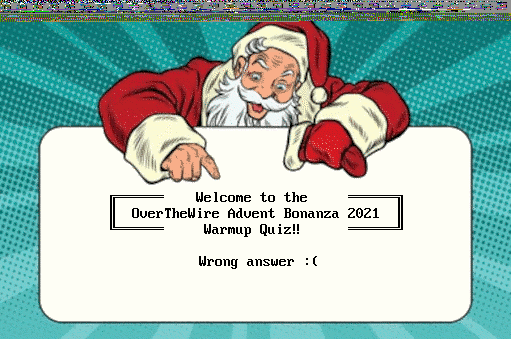 Welcome to the
OverTheWire Advent Bonanza 2021
Warmup Quiz!!
Wrong answer :(